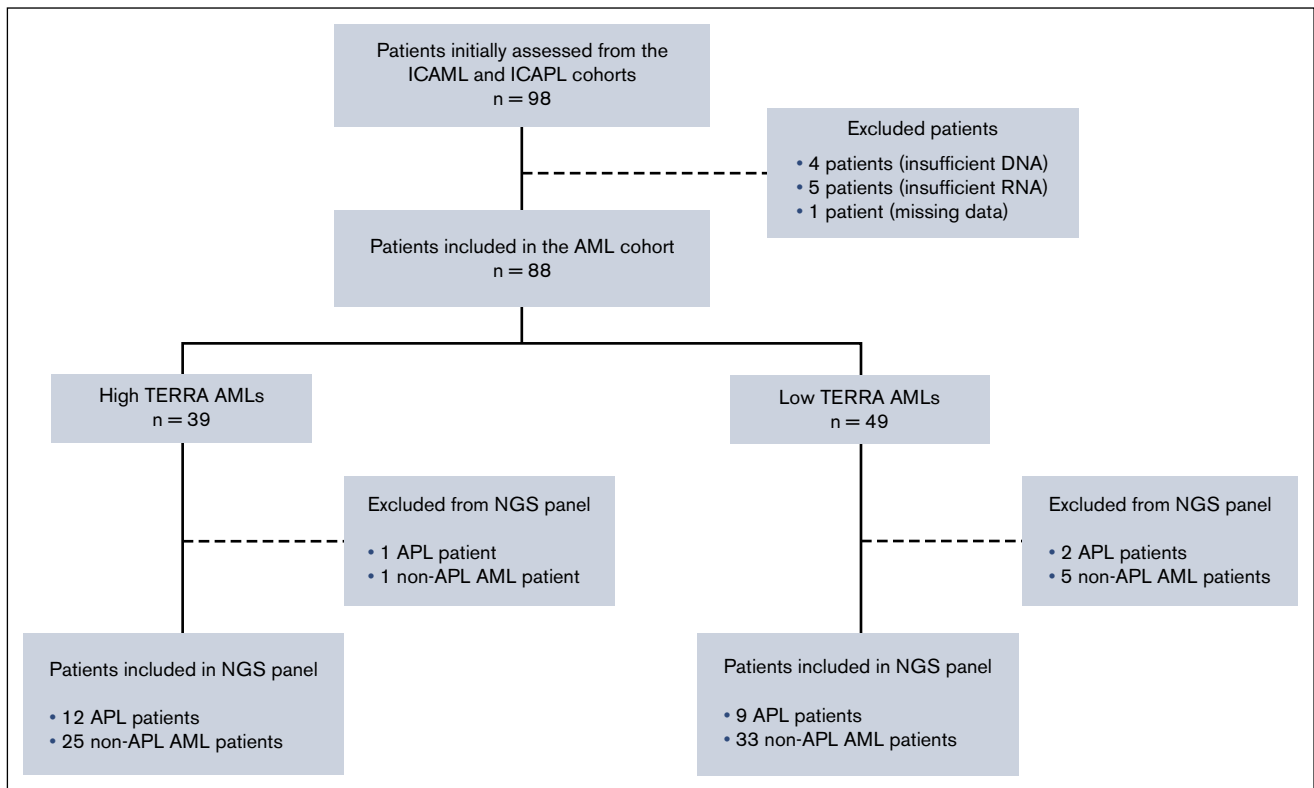 Patients initially assessed from the
ICAML and ICAPL cohorts
n = 98
Excluded patients
• 4 patients (insufficient DNA)
• 5 patients (insufficient RNA)
• 1 patient (missing data)
Patients included in the AML cohort
n = 88
High TERRA AMLs
n = 39
Low TERRA AMLs
n = 49
Excluded from NGS panel
• 1 APL patient
• 1 non-APL AML patient
Excluded from NGS panel
• 2 APL patients
• 5 non-APL AML patients
Patients included in NGS panel
• 12 APL patients
• 25 non-APL AML patients
Patients included in NGS panel
• 9 APL patients
• 33 non-APL AML patients